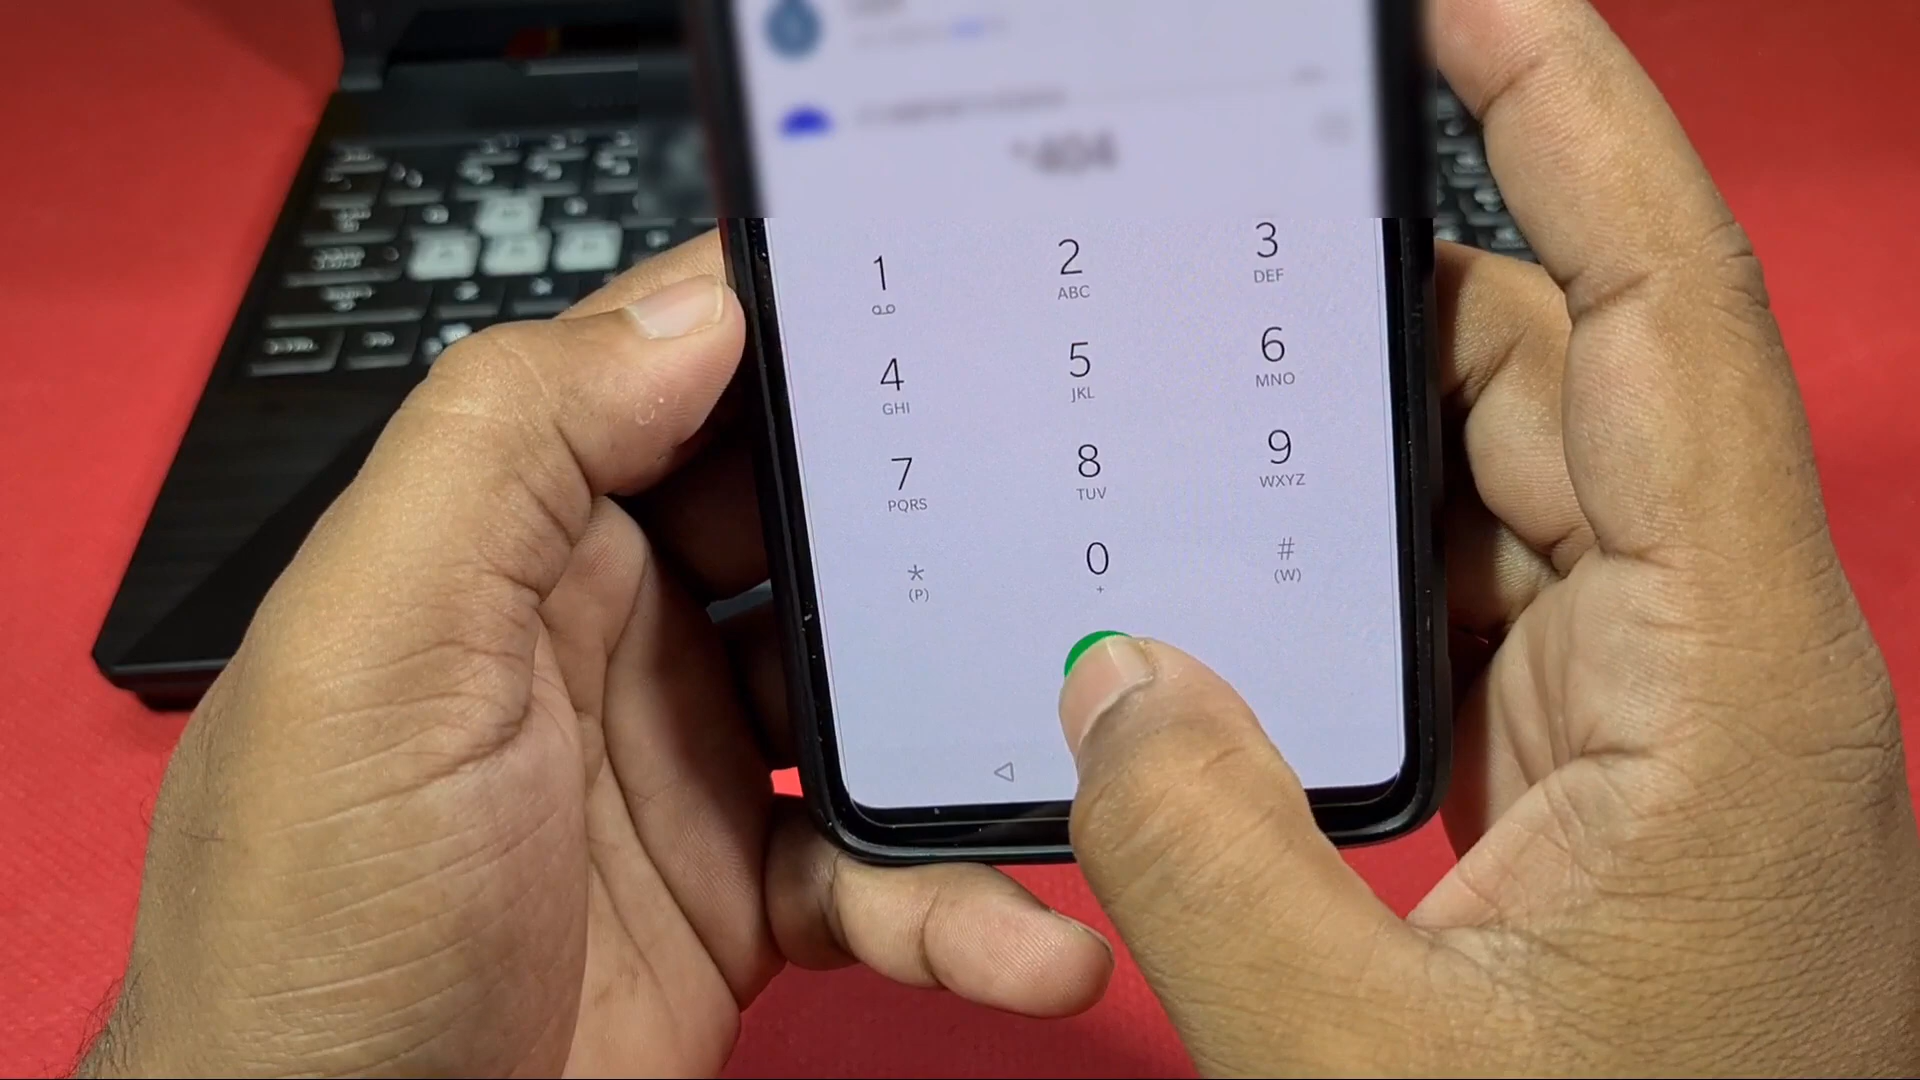 *404
1 2 3
ABC DEF
4 5 6
GHI JKL MNO
7 8 9
PQRS TUV WXYZ
* 0 #
(P) + (W)